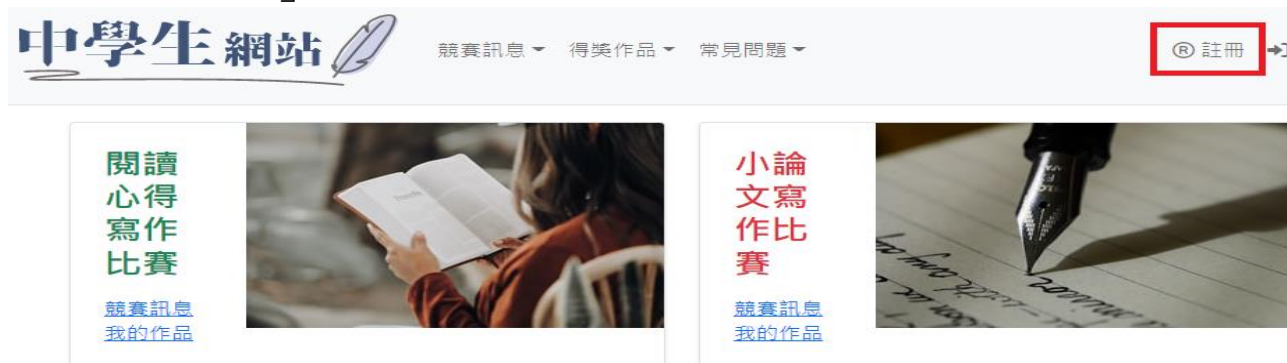 中學生網站
競賽訊息 得獎作品 常見問題
® 註冊
閱讀
心得
寫作
比賽
競賽訊息
我的作品
小論
文寫
作比
賽
競賽訊息
我的作品